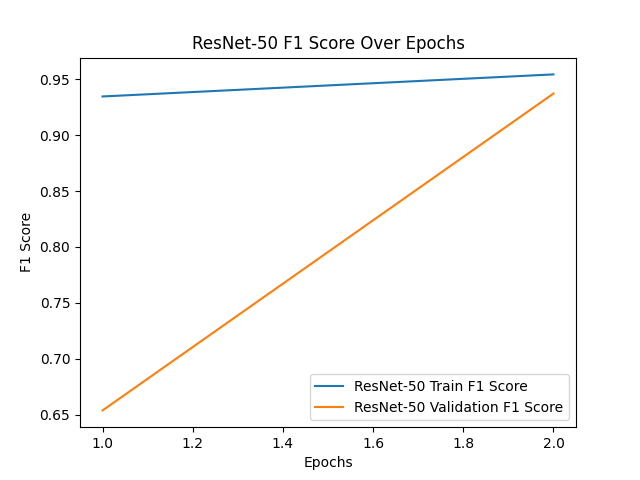 ResNet-50 F1 Score Over Epochs
F1 Score
0.95
0.90
0.85
0.80
0.75
0.70
0.65
ResNet-50 Train F1 Score
ResNet-50 Validation F1 Score
1.0 1.2 1.4 1.6 1.8 2.0
Epochs